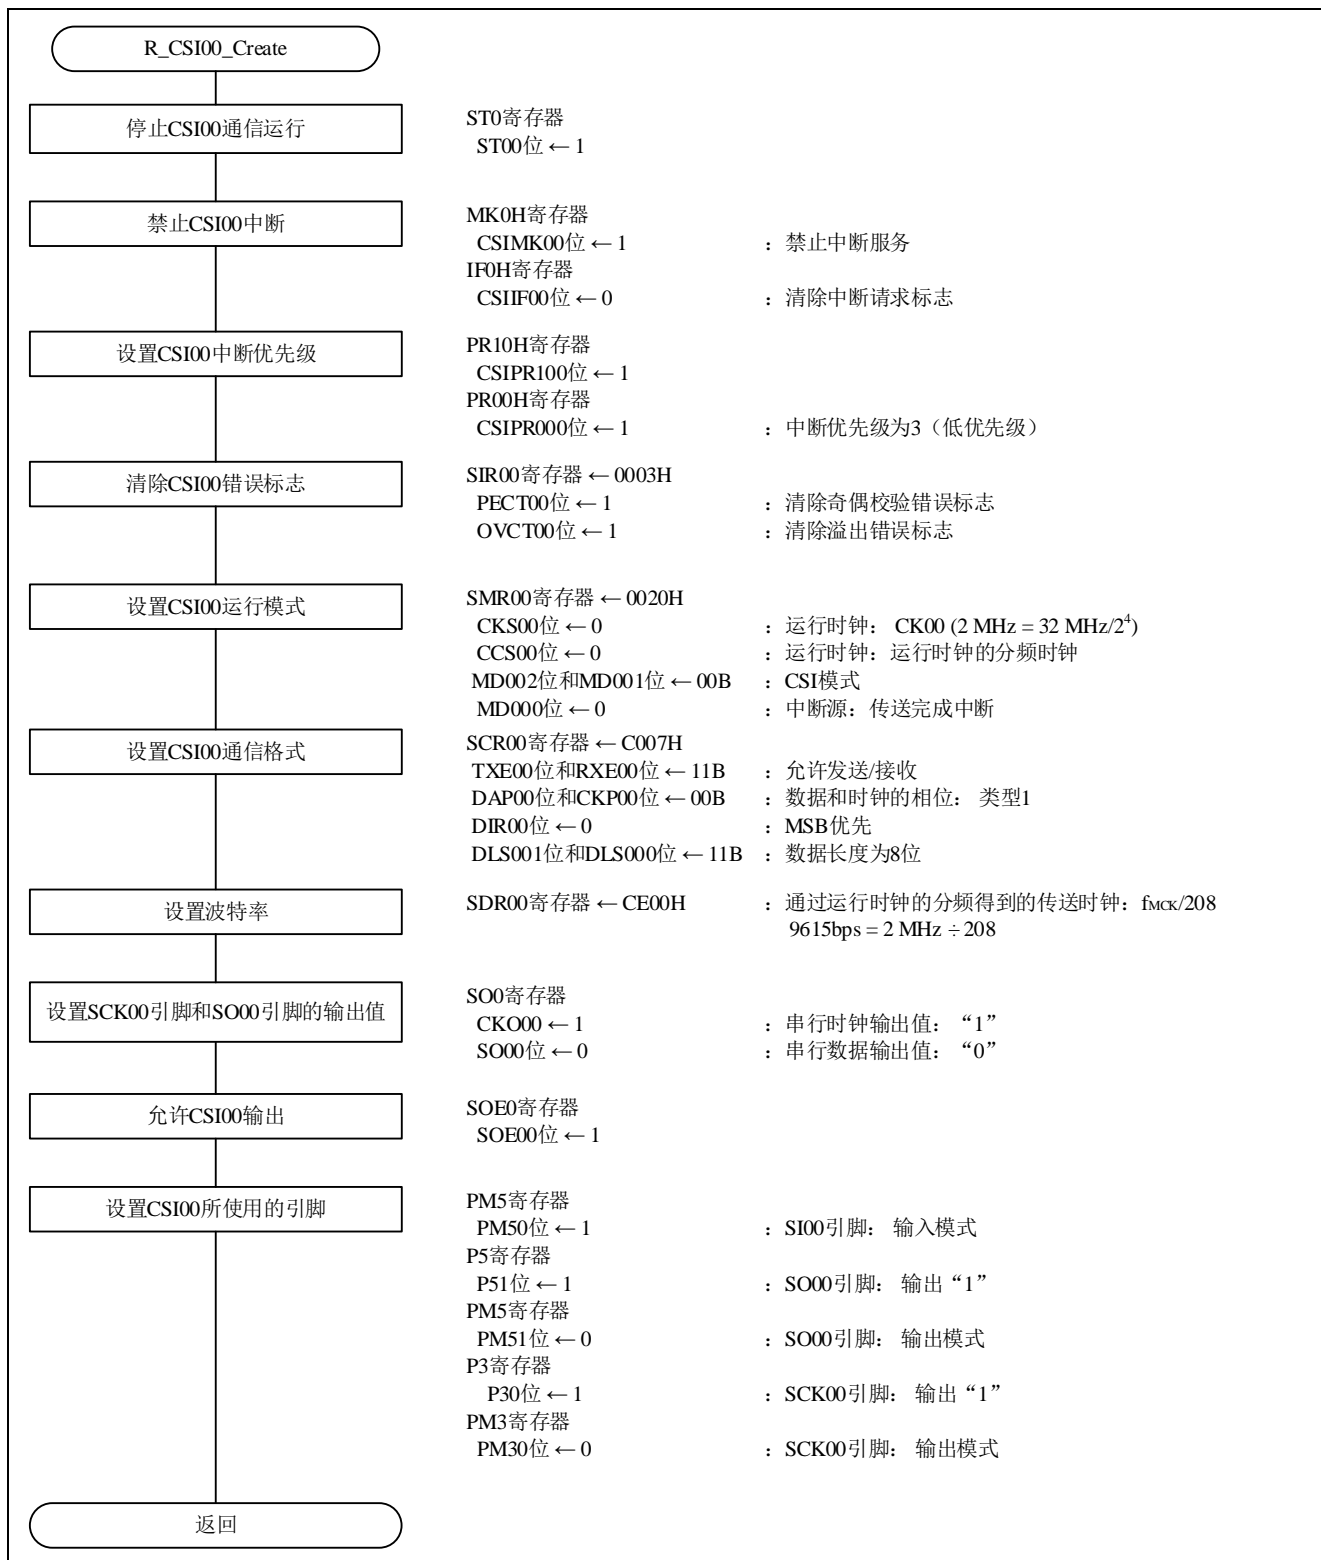 R_CSI00_Create
停止CSI00通信运行
ST0寄存器
ST00位 ← 1
禁止CSI00中断
MK0H寄存器
CSIMK00位 ← 1 ：禁止中断服务
IF0H寄存器
CSIIF00位 ← 0 ：清除中断请求标志
设置CSI00中断优先级
PR10H寄存器
CSIPR100位 ← 1
PR00H寄存器
CSIPR000位 ← 1 ：中断优先级为3（低优先级）
清除CSI00错误标志
SIR00寄存器 ← 0003H
PECT00位 ← 1 ：清除奇偶校验错误标志
OVCT00位 ← 1 ：清除溢出错误标志
设置CSI00运行模式
SMR00寄存器 ← 0020H
CKS00位 ← 0 ：运行时钟： CK00 (2 MHz = 32 MHz/2⁴)
CCS00位 ← 0 ：运行时钟：运行时钟的分频时钟
MD002位和MD001位 ← 00B ：CSI模式
MD000位 ← 0 ：中断源：传送完成中断
设置CSI00通信格式
SCR00寄存器 ← C007H
TXE00位和RXE00位 ← 11B ：允许发送/接收
DAP00位和CKP00位 ← 00B ：数据和时钟的相位： 类型1
DIR00位 ← 0 ：MSB优先
DLS001位和DLS000位 ← 11B ：数据长度为8位
设置波特率
SDR00寄存器 ← CE00H ：通过运行时钟的分频得到的传送时钟：fMCK/208
9615bps = 2 MHz ÷ 208
设置SCK00引脚和SO00引脚的输出值
SO0寄存器
CKO00 ← 1 ：串行时钟输出值： “1”
SO00位 ← 0 ：串行数据输出值： “0”
允许CSI00输出
SOE0寄存器
SOE00位 ← 1
设置CSI00所使用的引脚
PM5寄存器
PM50位 ← 1 ：SI00引脚： 输入模式
P5寄存器
P51位 ← 1 ：SO00引脚： 输出“1”
PM5寄存器
PM51位 ← 0 ：SO00引脚： 输出模式
P3寄存器
P30位 ← 1 ：SCK00引脚： 输出“1”
PM3寄存器
PM30位 ← 0 ：SCK00引脚： 输出模式
返回